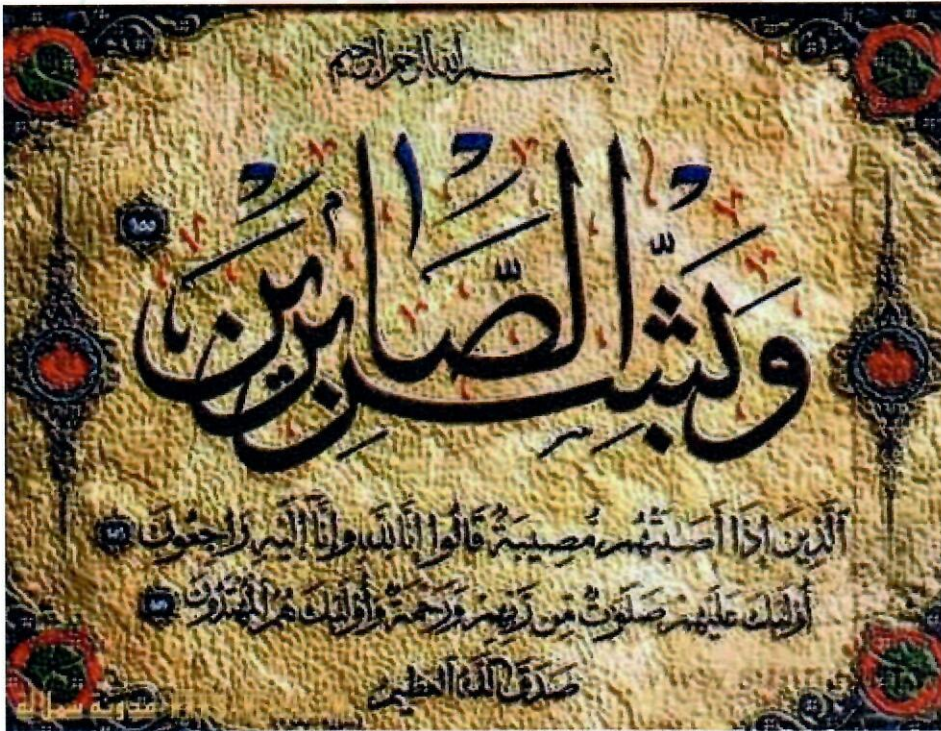 بسم الله الرحمن الرحيم
وَبَشِّرِ الصَّابِرِينَ ١٥٥
الَّذِينَ إِذَا أَصَابَتْهُم مُّصِيبَةٌ قَالُوا إِنَّا لِلَّهِ وَإِنَّا إِلَيْهِ رَاجِعُونَ
أُولَٰئِكَ عَلَيْهِمْ صَلَوَاتٌ مِّن رَّبِّهِمْ وَرَحْمَةٌ وَأُولَٰئِكَ هُمُ الْمُهْتَدُونَ
صدق الله العظيم